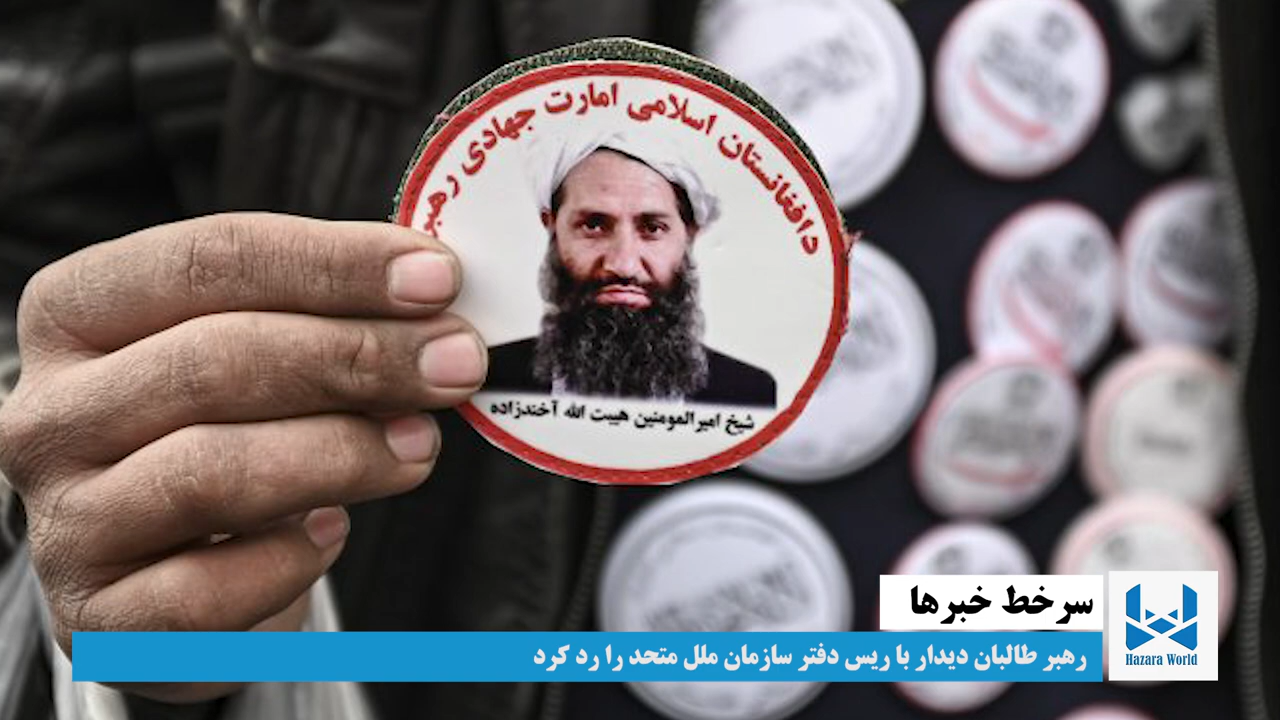 دافغانستان اسلامی امارت جهادی رهبر
شیخ امیرالمومنین هیبت الله آخندزاده
سرخط خبرها
رهبر طالبان دیدار با ریس دفتر سازمان ملل متحد را رد کرد
Hazara World